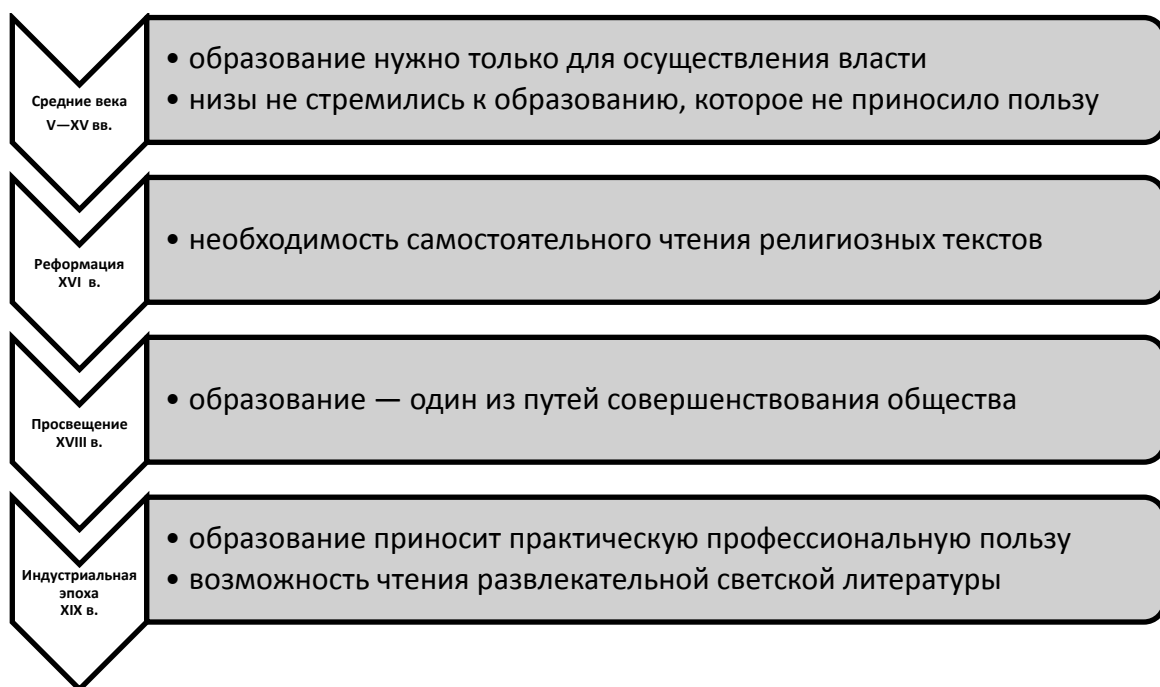 Средние века
V—XV вв.
• образование нужно только для осуществления власти
• низы не стремились к образованию, которое не приносило пользу
Реформация
XVI в.
• необходимость самостоятельного чтения религиозных текстов
Просвещение
XVIII в.
• образование — один из путей совершенствования общества
Индустриальная
эпоха
XIX в.
• образование приносит практическую профессиональную пользу
• возможность чтения развлекательной светской литературы